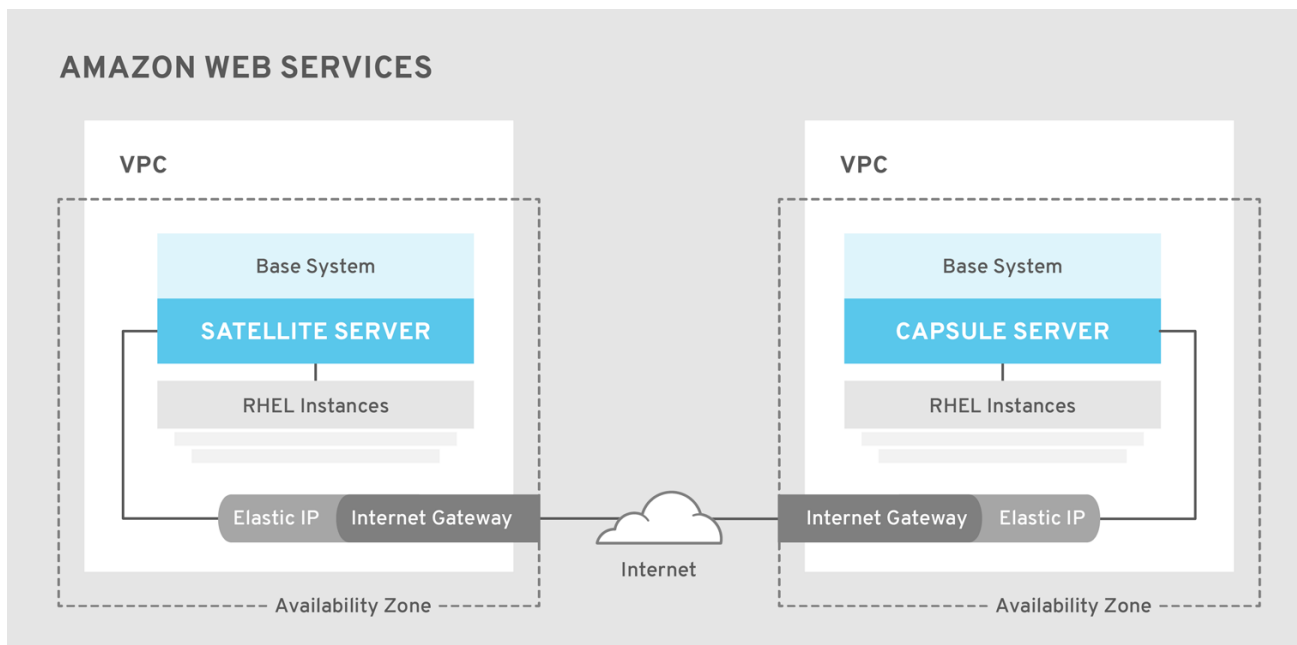 AMAZON WEB SERVICES
VPC
Base System
SATELLITE SERVER
RHEL Instances
Elastic IP
Internet Gateway
Availability Zone
Internet
VPC
Base System
CAPSULE SERVER
RHEL Instances
Internet Gateway
Elastic IP
Availability Zone